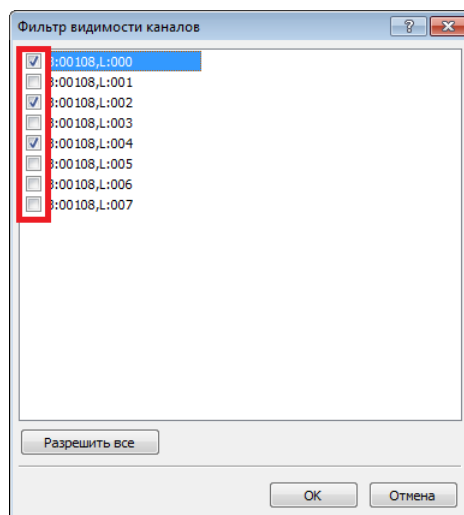 Фильтр видимости каналов
:00108,L:000
:00108,L:001
:00108,L:002
:00108,L:003
:00108,L:004
:00108,L:005
:00108,L:006
:00108,L:007
Разрешить все
OK
Отмена